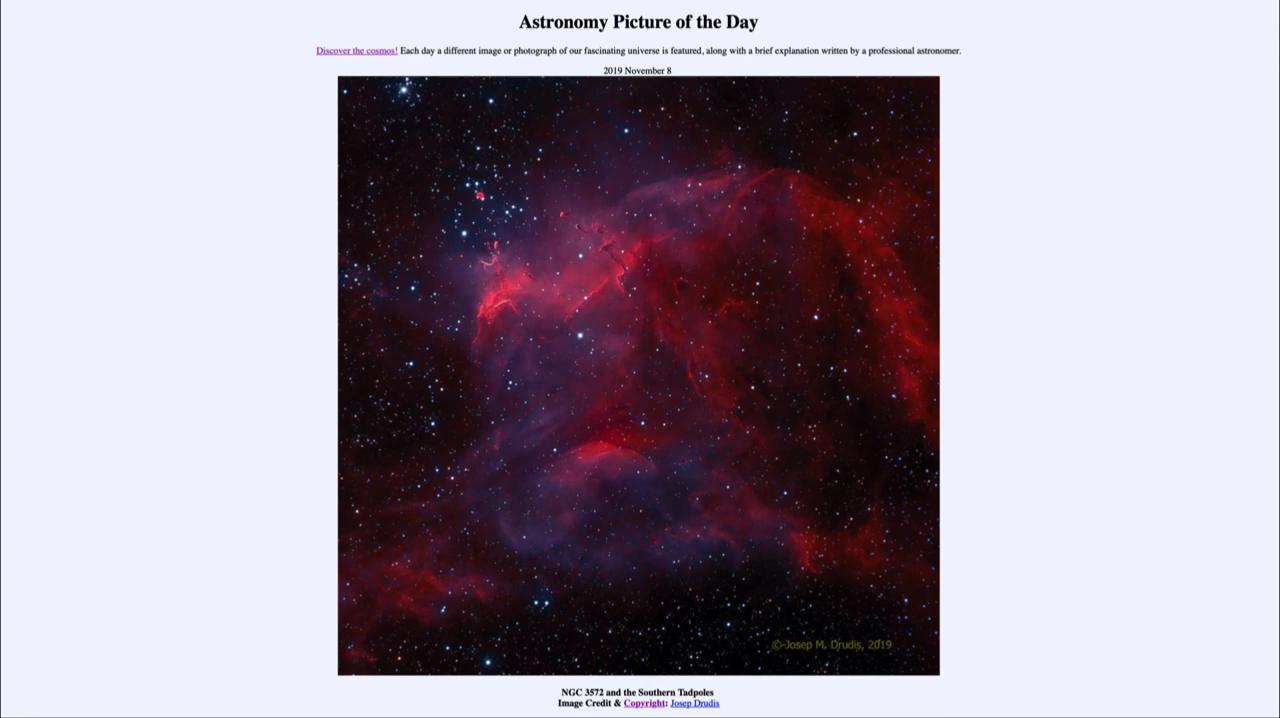 Astronomy Picture of the Day
Discover the cosmos! Each day a different image or photograph of our fascinating universe is featured, along with a brief explanation written by a professional astronomer.
2019 November 8
© Josep M. Drudis, 2019
NGC 3572 and the Southern Tadpoles
Image Credit & Copyright: Josep Drudis